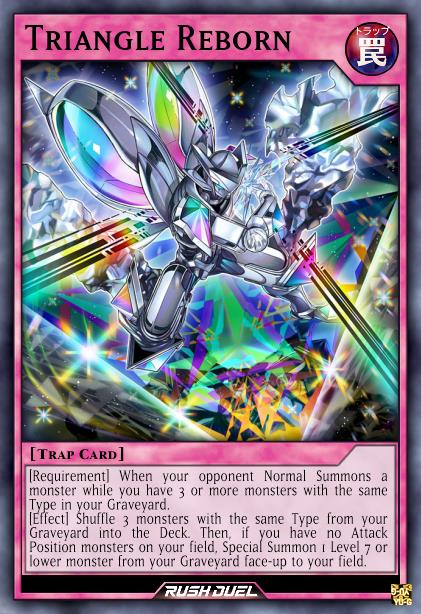 TRIANGLE REBORN
トラップ
罠
[TRAP CARD]
[Requirement] When your opponent Normal Summons a
monster while you have 3 or more monsters with the same
Type in your Graveyard.
[Effect] Shuffle 3 monsters with the same Type from your
Graveyard into the Deck. Then, if you have no Attack
Position monsters on your field, Special Summon 1 Level 7 or
lower monster from your Graveyard face-up to your field.
RUSH DUEL